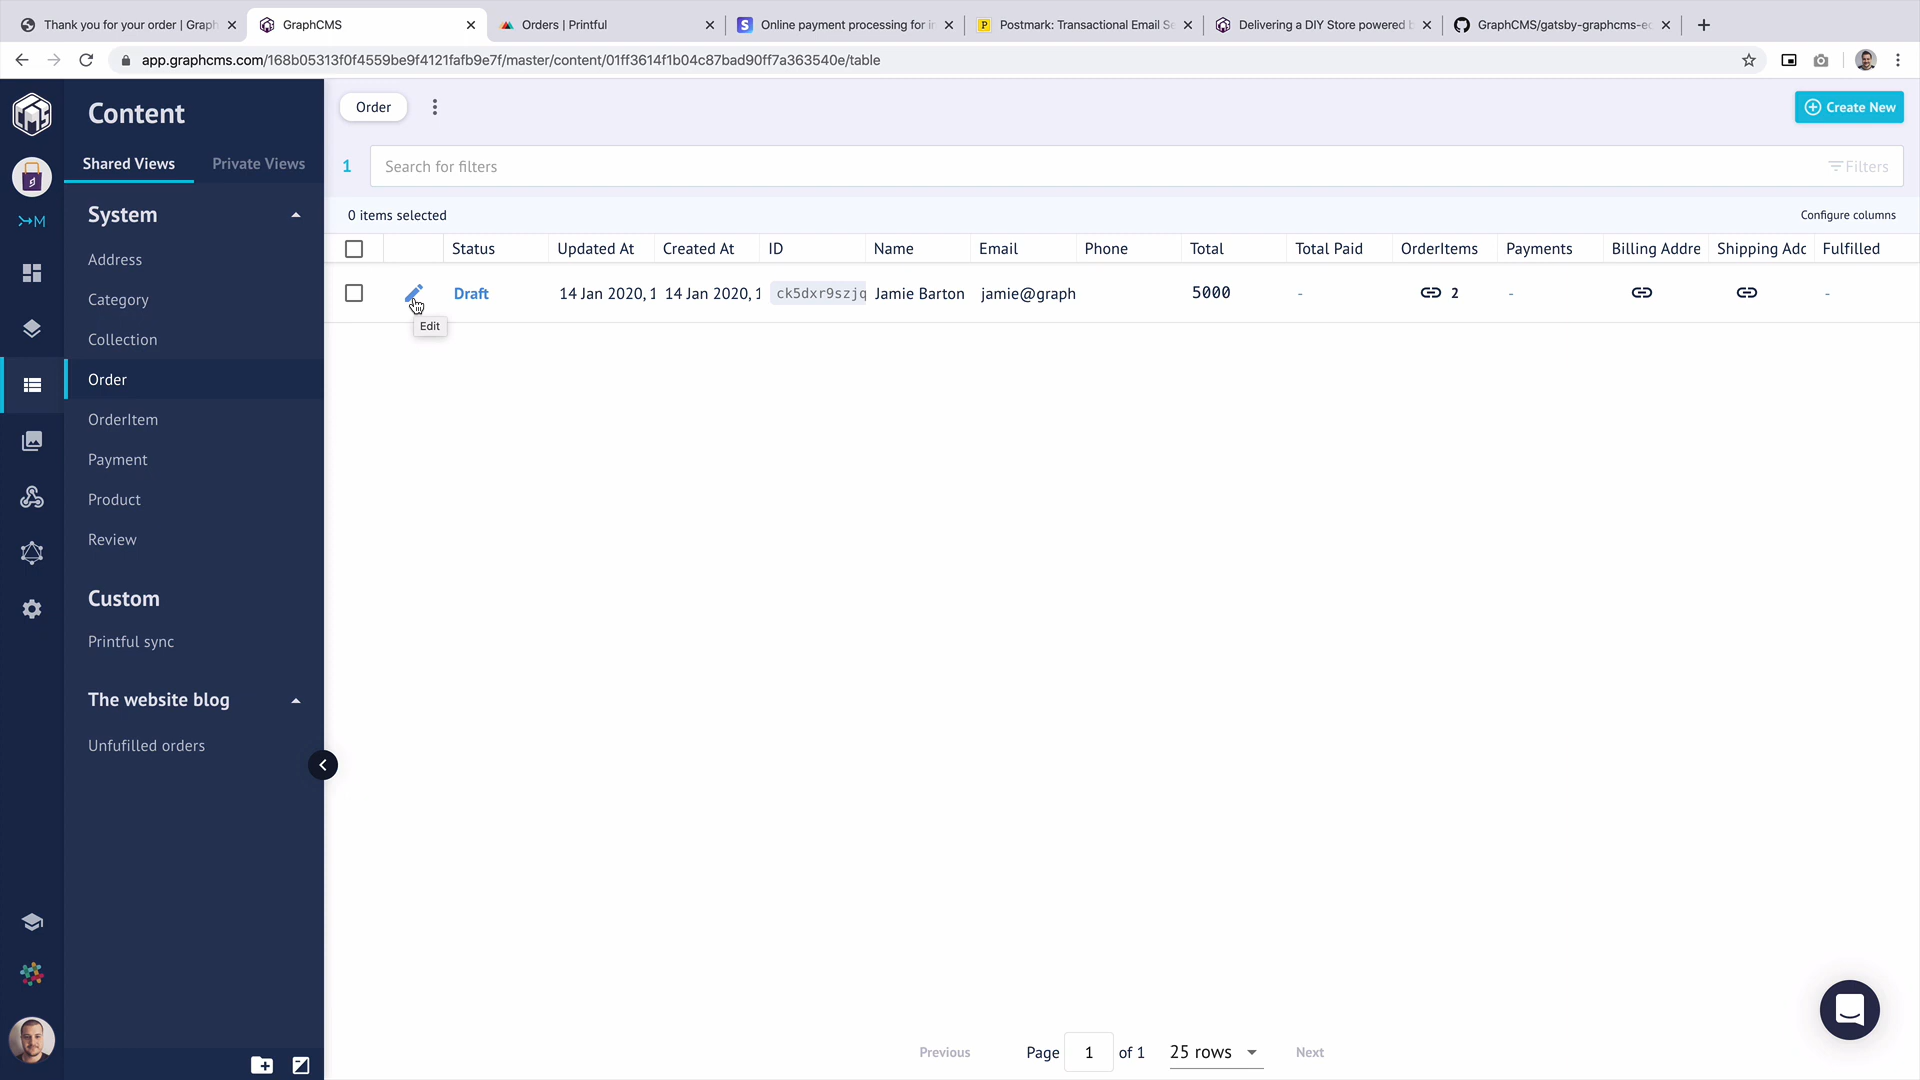 Thank you for your order | Graph
GraphCMS
Orders | Printful
Online payment processing for in
Postmark: Transactional Email Se
Delivering a DIY Store powered b
GraphCMS/gatsby-graphcms-ec
app.graphcms.com/168b05313f0f4559be9f4121fafb9e7f/master/content/01ff3614f1b04c87bad90ff7a363540e/table
Content
Shared Views
Private Views
System
Address
Category
Collection
Order
OrderItem
Payment
Product
Review
Custom
Printful sync
The website blog
Unfufilled orders
M
Order
Create New
1
Search for filters
Filters
0 items selected
Configure columns
Status Updated At Created At ID Name Email Phone Total Total Paid OrderItems Payments Billing Addre Shipping Adc Fulfilled
Draft 14 Jan 2020, 1 14 Jan 2020, 1 ck5dxr9szjq Jamie Barton jamie@graph 5000 - 2 - -
Edit
Previous
Page 1 of 1
25 rows
Next